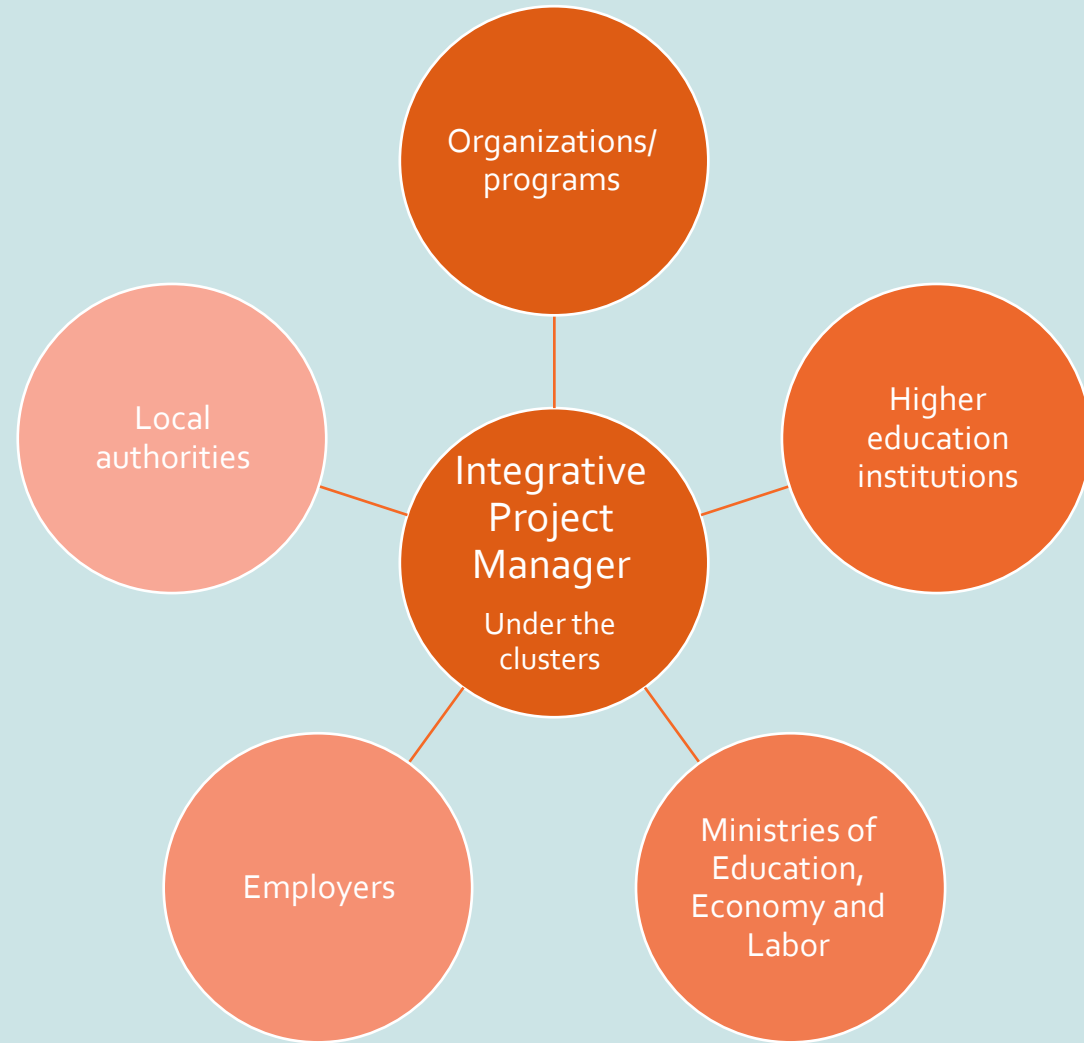 Organizations/
programs
Higher
education
institutions
Local
authorities
Integrative
Project
Manager
Under the
clusters
Ministries of
Education,
Economy and
Labor
Employers